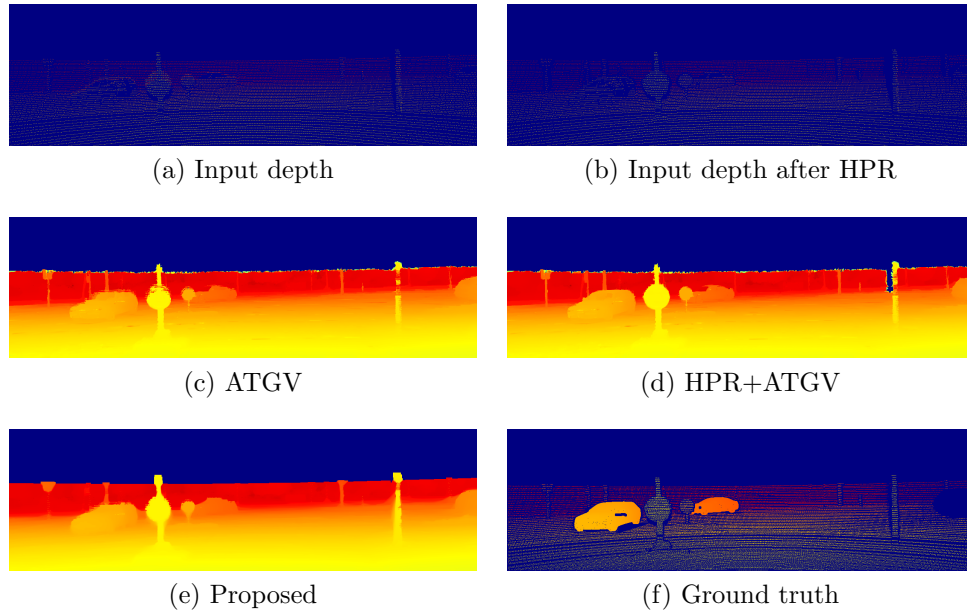 (a) Input depth
(b) Input depth after HPR
(c) ATGV
(d) HPR+ATGV
(e) Proposed
(f) Ground truth